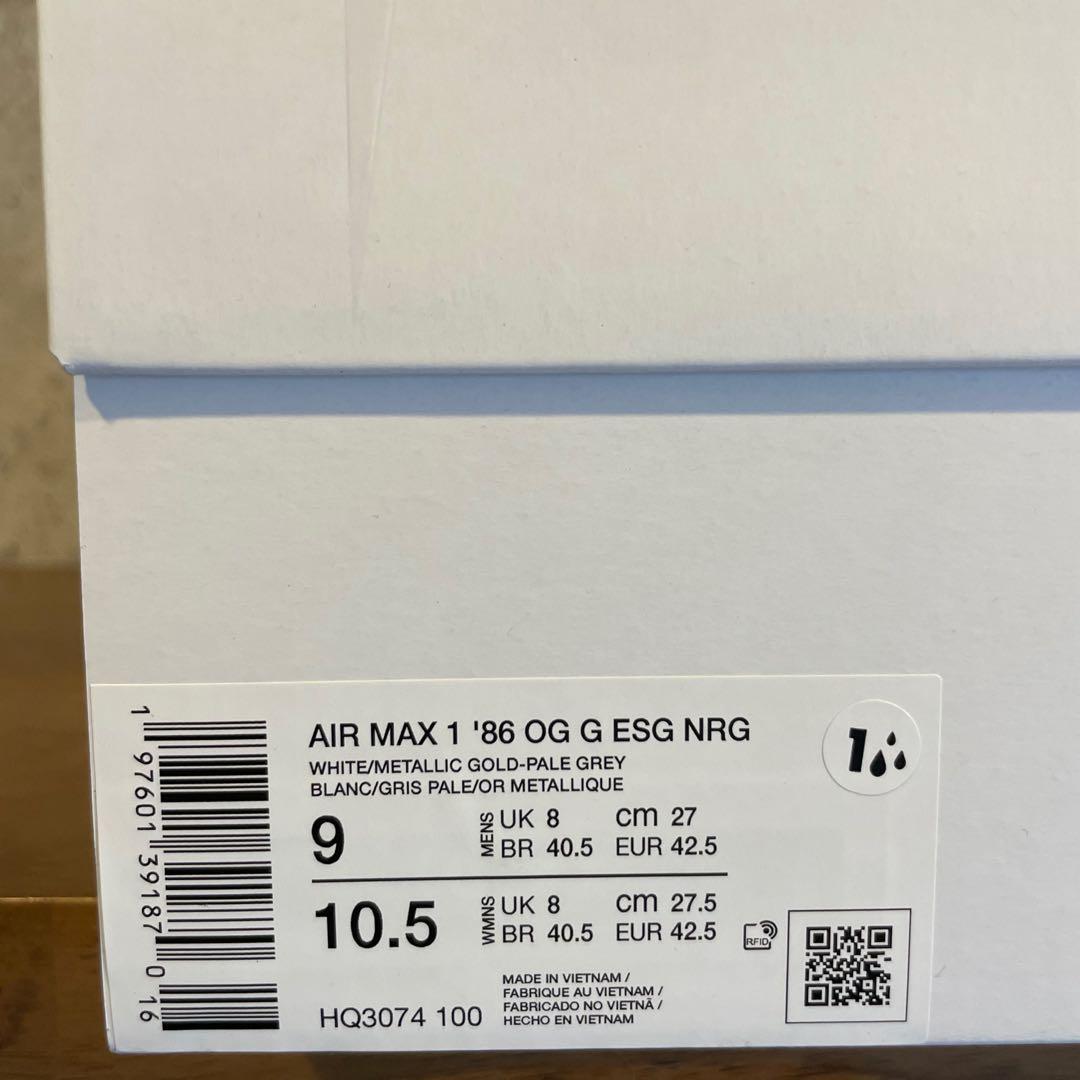 AIR MAX 1 '86 OG G ESG NRG
WHITE/METALLIC GOLD-PALE GREY
BLANC/GRIS PALE/OR METALLIQUE
9 MENS UK 8 cm 27
BR 40.5 EUR 42.5
10.5 WMNS UK 8 cm 27.5
BR 40.5 EUR 42.5
RFID
HQ3074 100
MADE IN VIETNAM /
FABRIQUE AU VIETNAM /
FABRICADO NO VIETNÃ /
HECHO EN VIETNAM
1 97601 39187 0 16
1